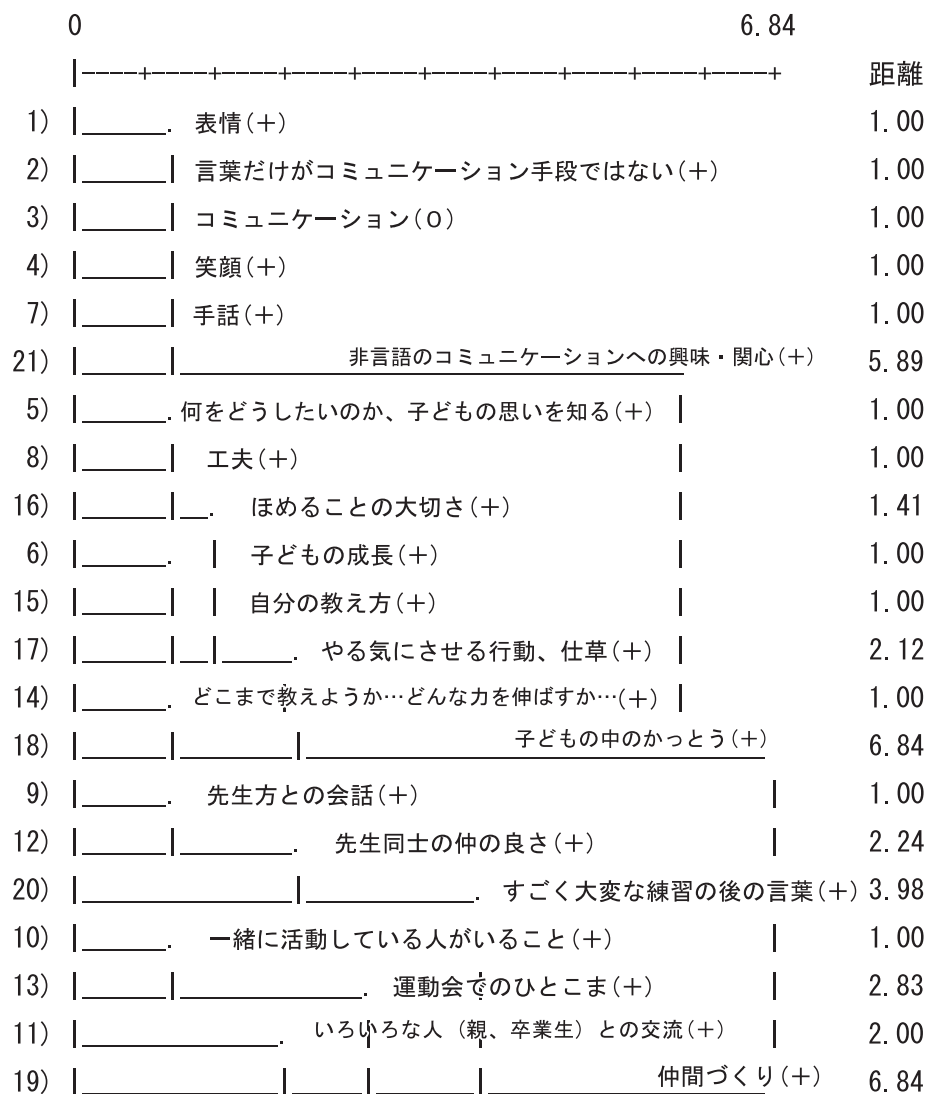 0 6.84
距離
1) 表情(+) 1.00
2) 言葉だけがコミュニケーション手段ではない(+) 1.00
3) コミュニケーション(0) 1.00
4) 笑顔(+) 1.00
7) 手話(+) 1.00
21) 非言語のコミュニケーションへの興味・関心(+) 5.89
5) 何をどうしたいのか、子どもの思いを知る(+) 1.00
8) 工夫(+) 1.00
16) ほめることの大切さ(+) 1.41
6) 子どもの成長(+) 1.00
15) 自分の教え方(+) 1.00
17) やる気にさせる行動、仕草(+) 2.12
14) どこまで教えようか…どんな力を伸ばすか…(+) 1.00
18) 子どもの中のかっとう(+) 6.84
9) 先生方との会話(+) 1.00
12) 先生同士の仲の良さ(+) 2.24
20) すごく大変な練習の後の言葉(+) 3.98
10) 一緒に活動している人がいること(+) 1.00
13) 運動会でのひとこま(+) 2.83
11) いろいろな人（親、卒業生）との交流(+) 2.00
19) 仲間づくり(+) 6.84